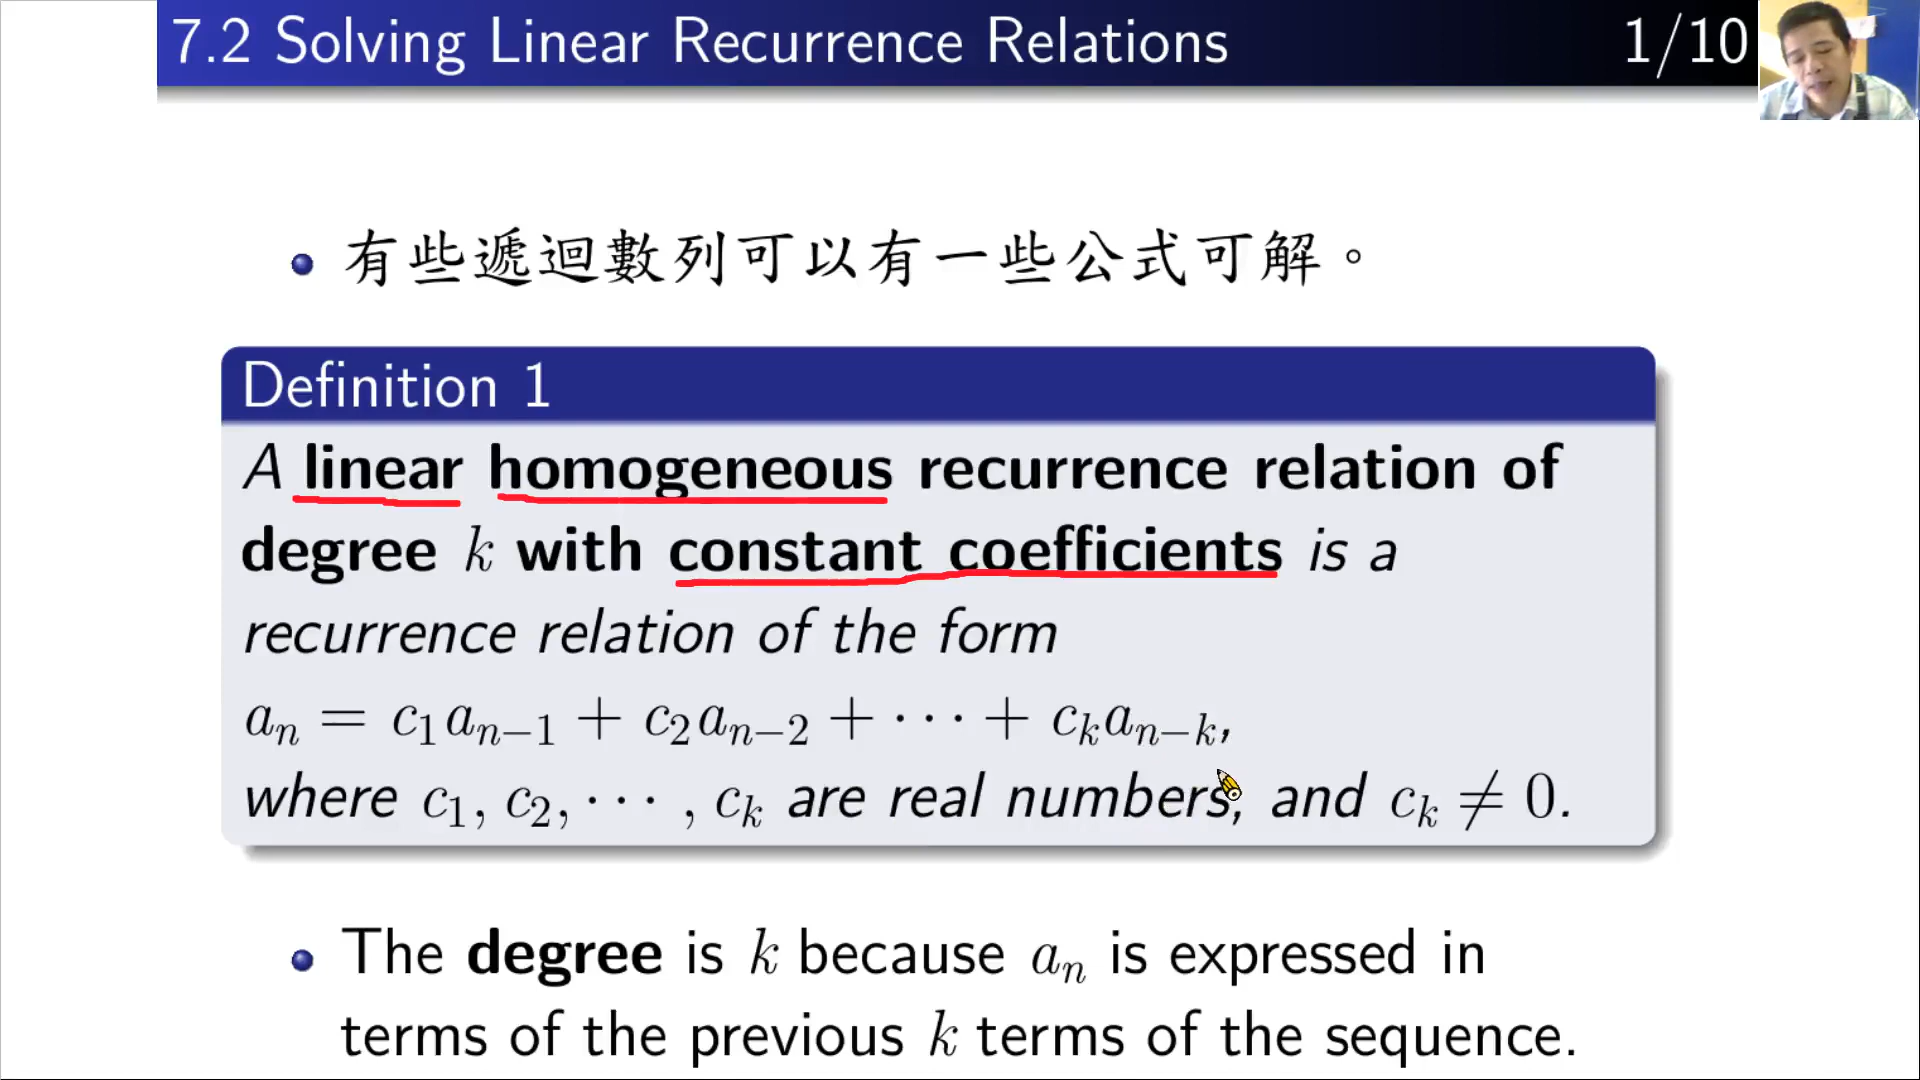 7.2 Solving Linear Recurrence Relations 1/10
有些遞迴數列可以有一些公式可解。
Definition 1
A linear homogeneous recurrence relation of
degree k with constant coefficients is a
recurrence relation of the form
aₙ = c₁aₙ₋₁ + c₂aₙ₋₂ + ⋯ + cₖaₙ₋ₖ,
where c₁, c₂, ⋯ , cₖ are real numbers, and cₖ ≠ 0.
The degree is k because aₙ is expressed in
terms of the previous k terms of the sequence.